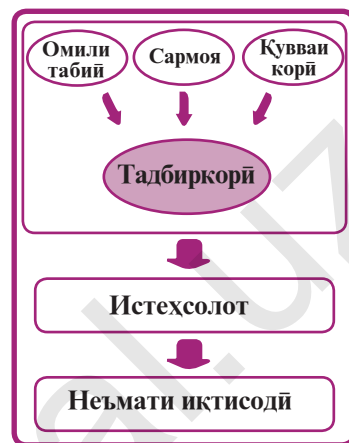 Омили
табиӣ
Сармоя
Қувваи
корӣ
Тадбиркорӣ
Истеҳсолот
Неъмати иқтисодӣ